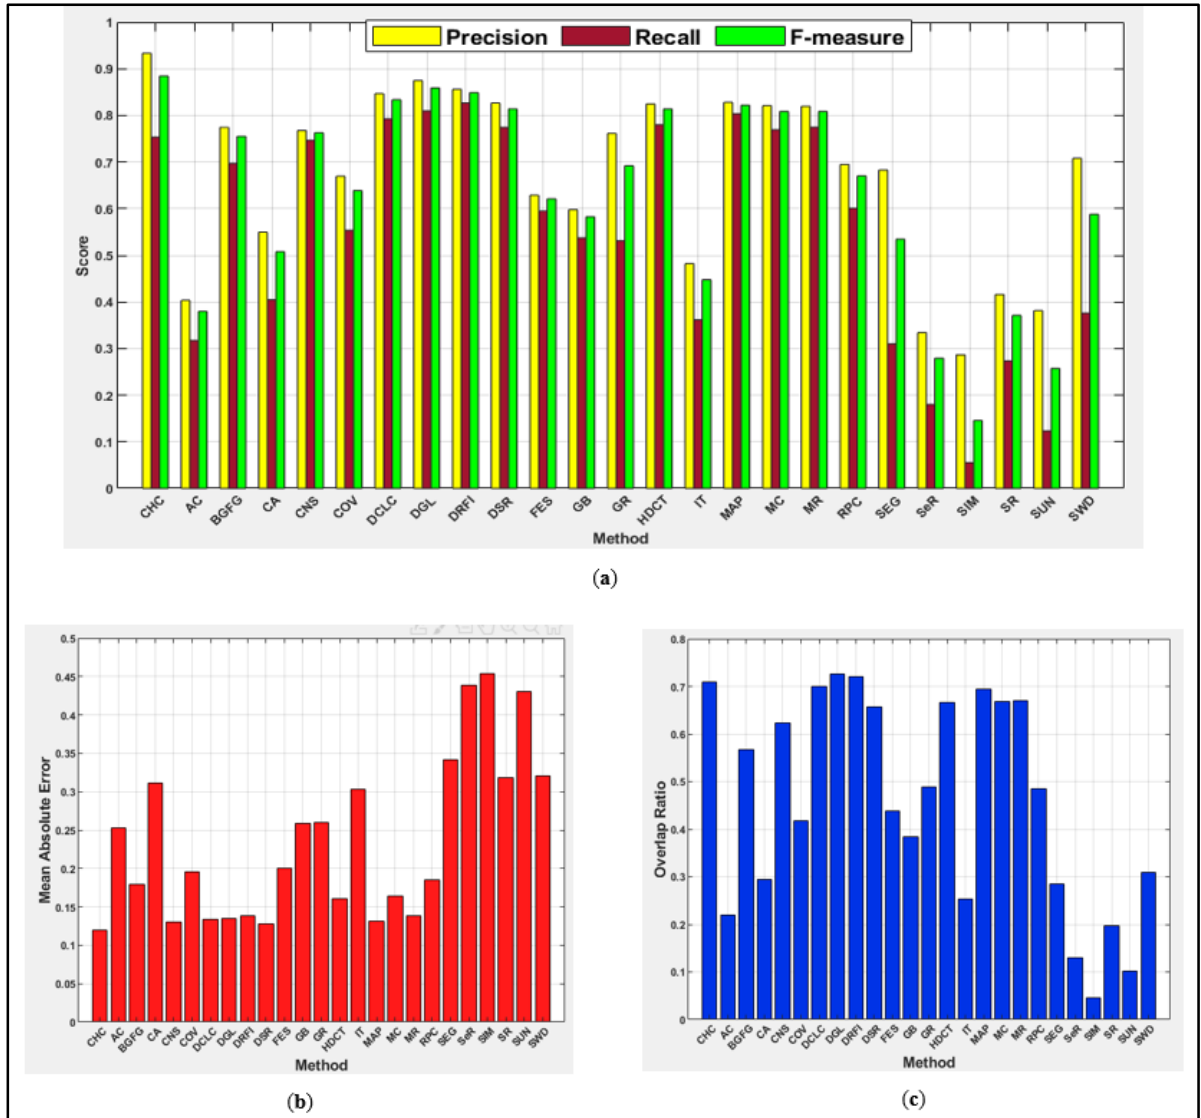 Precision Recall F-measure
1
0.9
0.8
0.7
0.6
0.5
0.4
0.3
0.2
0.1
0
Score
CHC AC BGFG CA CNS COV DCLC DGL DRFI DSR FES GB GR HDCT IT MAP MC MR RPC SEG SeR SIM SR SUN SWD
Method
(a)
0.5
0.45
0.4
0.35
0.3
0.25
0.2
0.15
0.1
0.05
0
Mean Absolute Error
CHC AC BGFG CA CNS COV DCLC DGL DRFI DSR FES GB GR HDCT IT MAP MC MR RPC SEG SeR SIM SR SUN SWD
Method
(b)
0.8
0.7
0.6
0.5
0.4
0.3
0.2
0.1
0
Overlap Ratio
CHC AC BGFG CA CNS COV DCLC DGL DRFI DSR FES GB GR HDCT IT MAP MC MR RPC SEG SeR SIM SR SUN SWD
Method
(c)